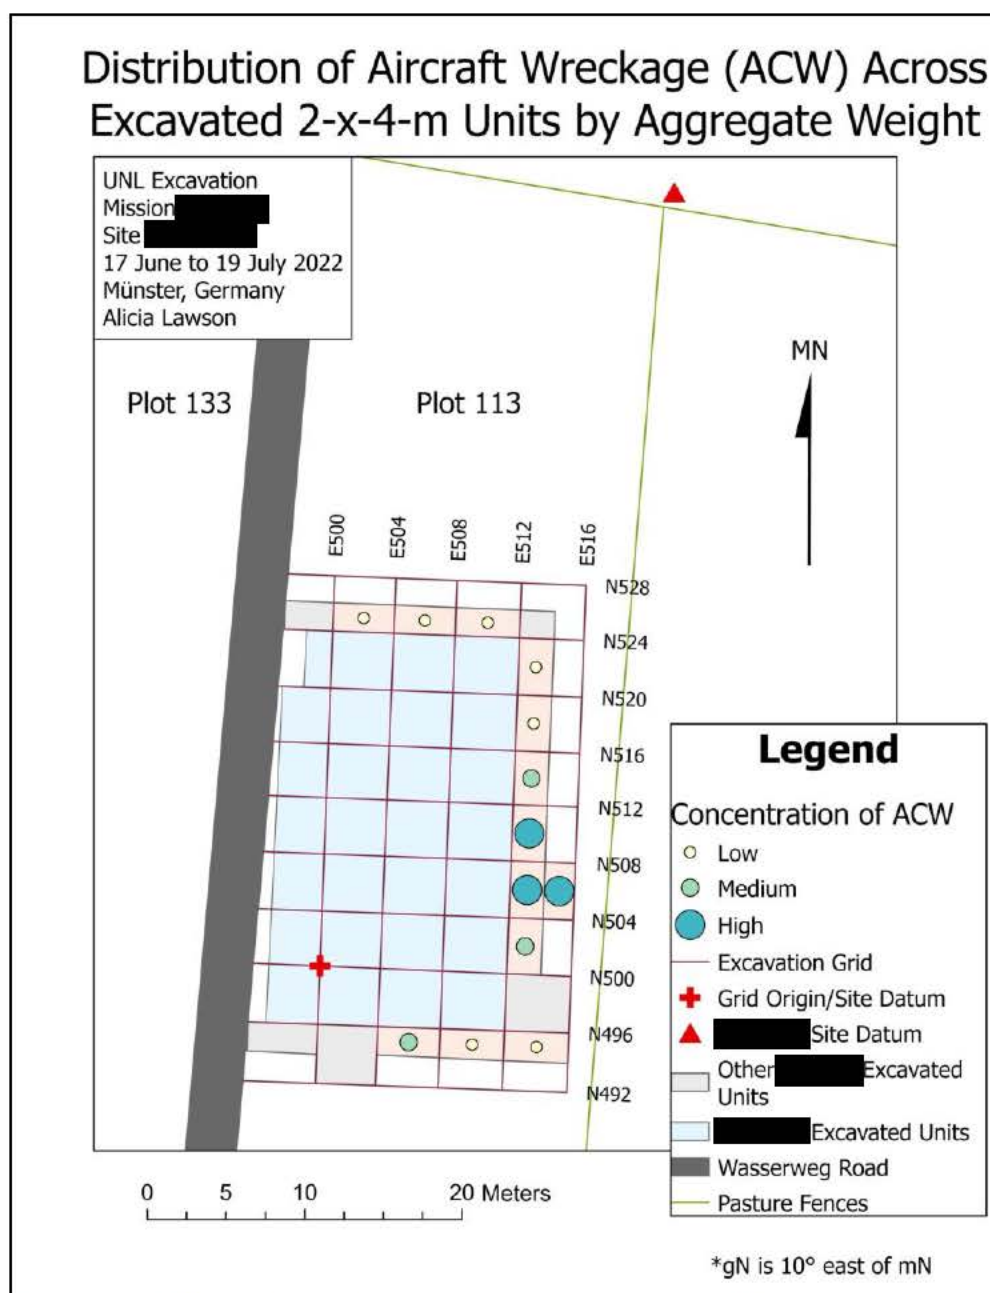 Distribution of Aircraft Wreckage (ACW) Across
Excavated 2-x-4-m Units by Aggregate Weight
UNL Excavation
Mission
Site
17 June to 19 July 2022
Münster, Germany
Alicia Lawson
MN
Plot 133
Plot 113
E500
E504
E508
E512
E516
N528
N524
N520
N516
N512
N508
N504
N500
N496
N492
Legend
Concentration of ACW
Low
Medium
High
Excavation Grid
Grid Origin/Site Datum
Site Datum
Other Excavated
Units
Excavated Units
Wasserweg Road
Pasture Fences
0 5 10 20 Meters
*gN is 10° east of mN